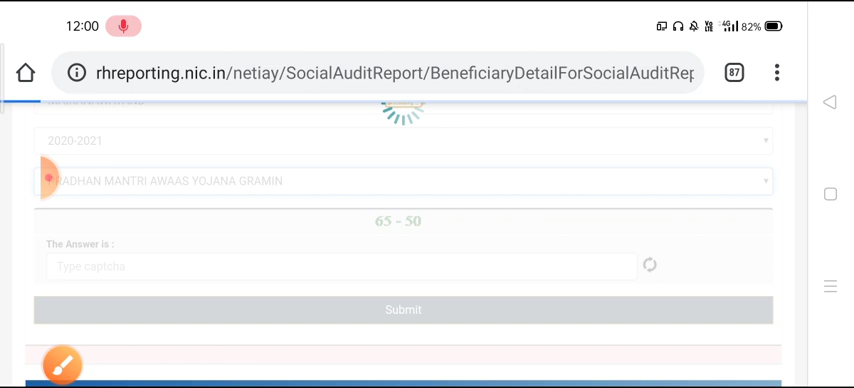 12:00
4G 82%
rhreporting.nic.in/netiay/SocialAuditReport/BeneficiaryDetailForSocialAuditRep
87
2020-2021
RADHAN MANTRI AWAAS YOJANA GRAMIN
65 - 50
The Answer is :
Type captcha
Submit